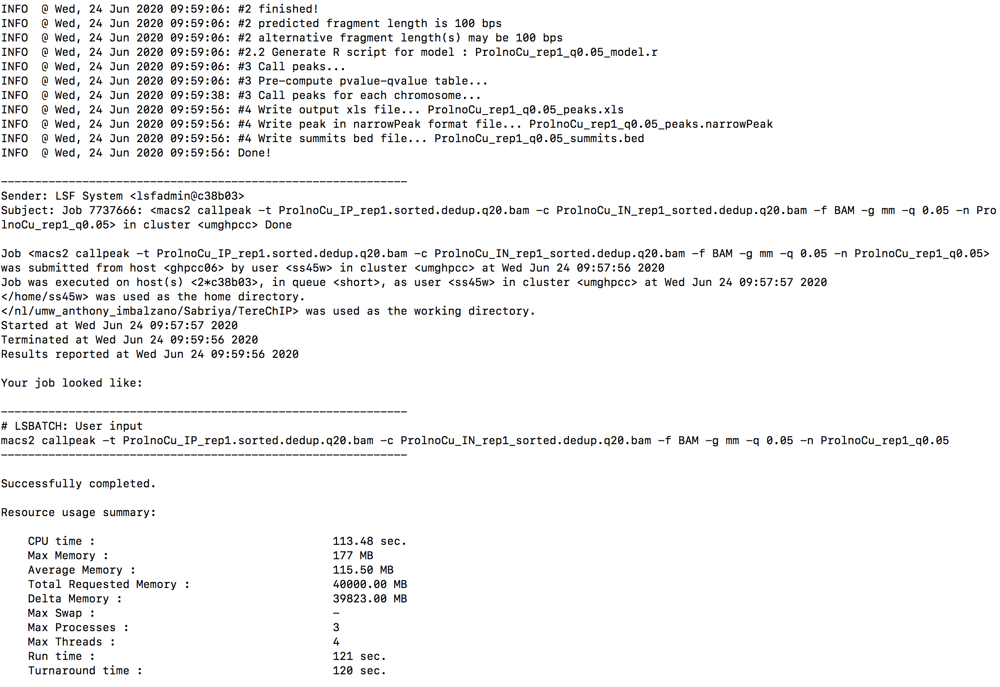 INFO  @ Wed, 24 Jun 2020 09:59:06: #2 finished!
INFO  @ Wed, 24 Jun 2020 09:59:06: #2 predicted fragment length is 100 bps
INFO  @ Wed, 24 Jun 2020 09:59:06: #2 alternative fragment length(s) may be 100 bps
INFO  @ Wed, 24 Jun 2020 09:59:06: #2.2 Generate R script for model : ProlnoCu_rep1_q0.05_model.r
INFO  @ Wed, 24 Jun 2020 09:59:06: #3 Call peaks...
INFO  @ Wed, 24 Jun 2020 09:59:06: #3 Pre-compute pvalue-qvalue table...
INFO  @ Wed, 24 Jun 2020 09:59:38: #3 Call peaks for each chromosome...
INFO  @ Wed, 24 Jun 2020 09:59:56: #4 Write output xls file... ProlnoCu_rep1_q0.05_peaks.xls
INFO  @ Wed, 24 Jun 2020 09:59:56: #4 Write peak in narrowPeak format file... ProlnoCu_rep1_q0.05_peaks.narrowPeak
INFO  @ Wed, 24 Jun 2020 09:59:56: #4 Write summits bed file... ProlnoCu_rep1_q0.05_summits.bed
INFO  @ Wed, 24 Jun 2020 09:59:56: Done!
------------------------------------------------------------
Sender: LSF System <lsfadmin@c38b03>
Subject: Job 7737666: <macs2 callpeak -t ProlnoCu_IP_rep1.sorted.dedup.q20.bam -c ProlnoCu_IN_rep1_sorted.dedup.q20.bam -f BAM -g mm -q 0.05 -n Pro
lnoCu_rep1_q0.05> in cluster <umghpcc> Done
Job <macs2 callpeak -t ProlnoCu_IP_rep1.sorted.dedup.q20.bam -c ProlnoCu_IN_rep1_sorted.dedup.q20.bam -f BAM -g mm -q 0.05 -n ProlnoCu_rep1_q0.05>
was submitted from host <ghpcc06> by user <ss45w> in cluster <umghpcc> at Wed Jun 24 09:57:56 2020
Job was executed on host(s) <2*c38b03>, in queue <short>, as user <ss45w> in cluster <umghpcc> at Wed Jun 24 09:57:57 2020
</home/ss45w> was used as the home directory.
</nl/umw_anthony_imbalzano/Sabriya/TereChIP> was used as the working directory.
Started at Wed Jun 24 09:57:57 2020
Terminated at Wed Jun 24 09:59:56 2020
Results reported at Wed Jun 24 09:59:56 2020
Your job looked like:
------------------------------------------------------------
# LSBATCH: User input
macs2 callpeak -t ProlnoCu_IP_rep1.sorted.dedup.q20.bam -c ProlnoCu_IN_rep1_sorted.dedup.q20.bam -f BAM -g mm -q 0.05 -n ProlnoCu_rep1_q0.05
------------------------------------------------------------
Successfully completed.
Resource usage summary:
CPU time : 113.48 sec.
Max Memory : 177 MB
Average Memory : 115.50 MB
Total Requested Memory : 40000.00 MB
Delta Memory : 39823.00 MB
Max Swap : -
Max Processes : 3
Max Threads : 4
Run time : 121 sec.
Turnaround time : 120 sec.